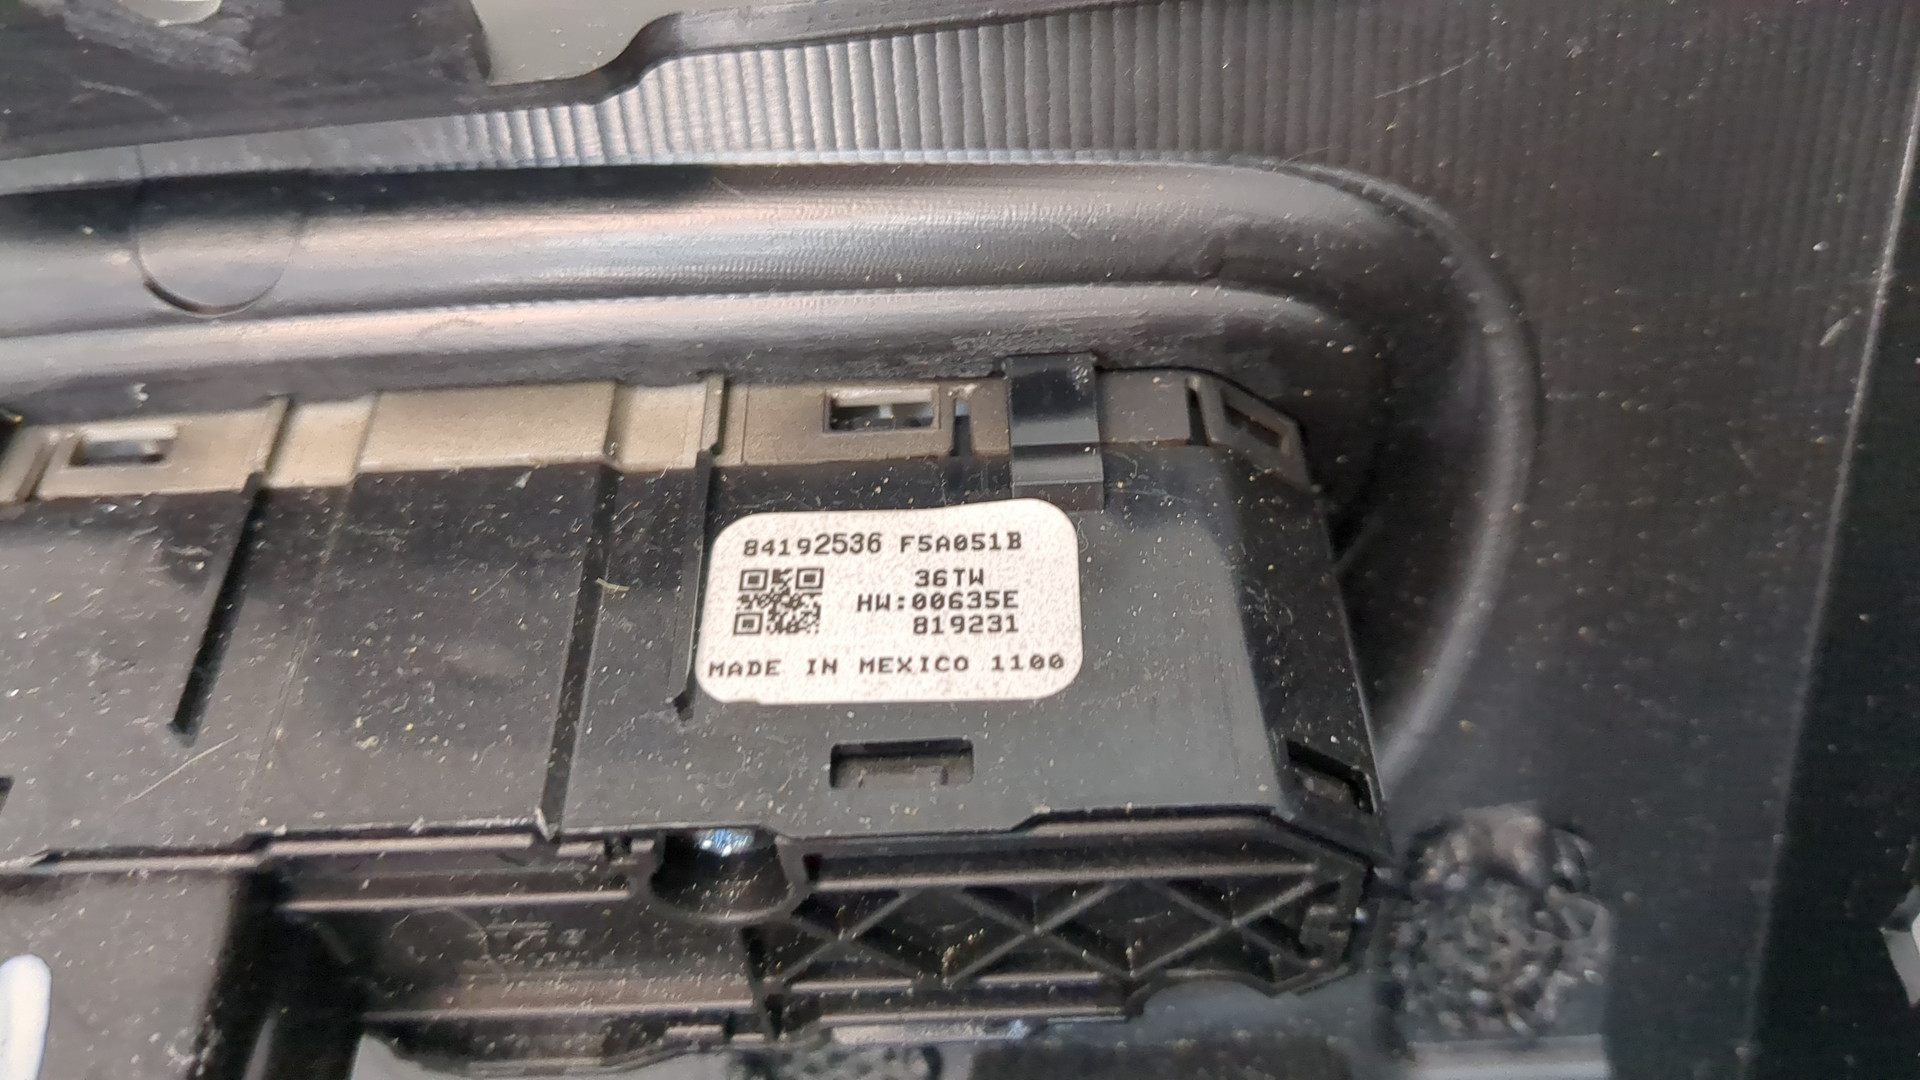 84192536 F5A051B
36TW
HW:00635E
819231
MADE IN MEXICO 1100